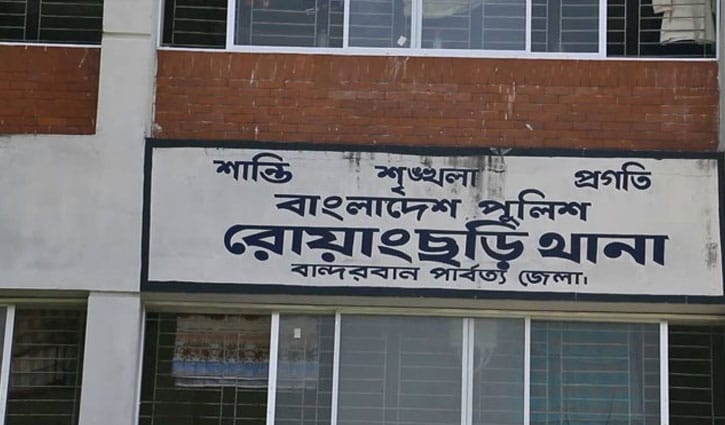 শান্তি শৃঙ্খলা প্রগতি
বাংলাদেশ পুলিশ
রোয়াংছড়ি থানা
বান্দরবান পার্বত্য জেলা।